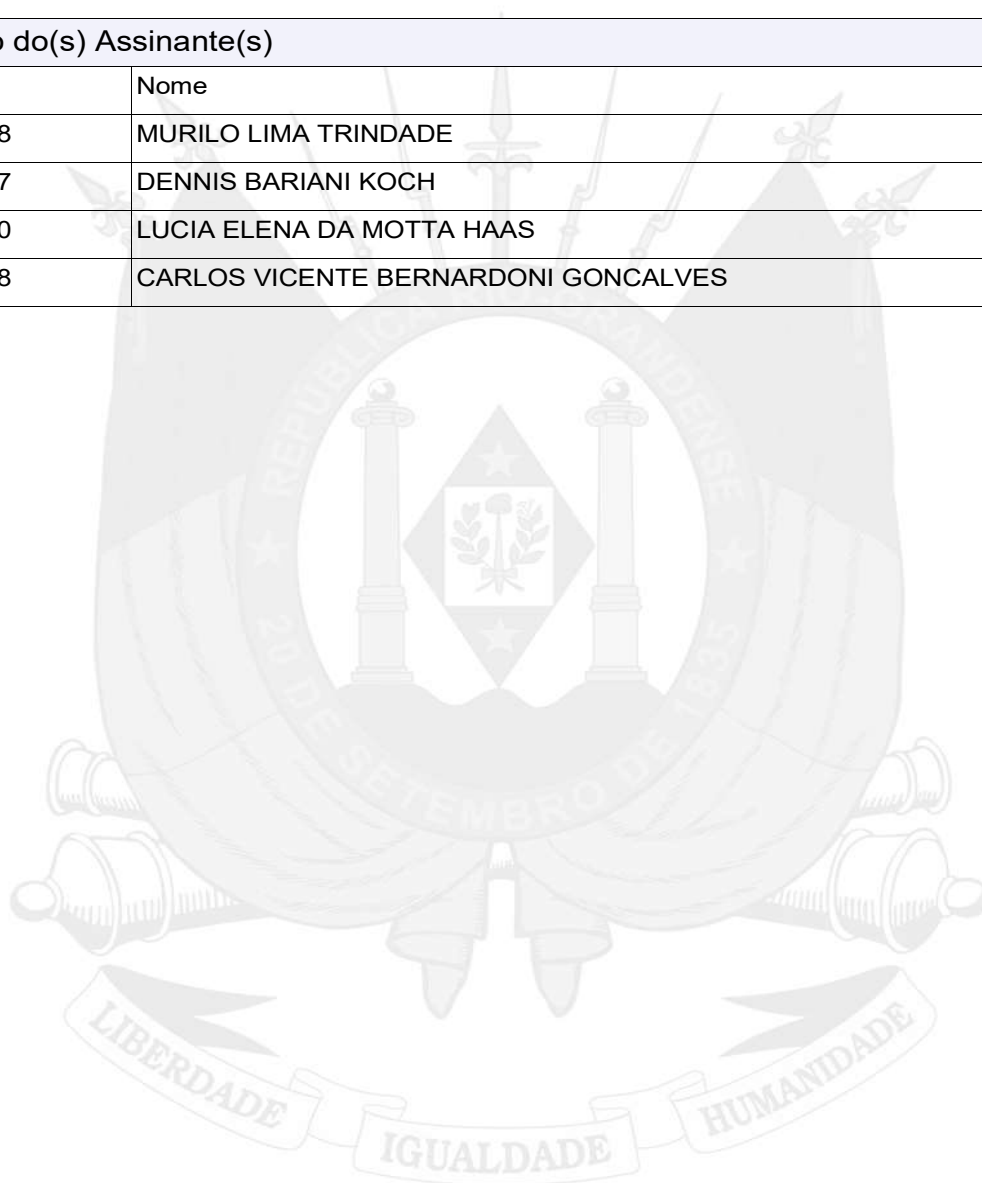 o do(s) Assinante(s)
Nome
8 MURILO LIMA TRINDADE
7 DENNIS BARIANI KOCH
0 LUCIA ELENA DA MOTTA HAAS
8 CARLOS VICENTE BERNARDONI GONCALVES
REPÚBLICA RIO-GRANDENSE
20 DE SETEMBRO DE 1835
LIBERDADE IGUALDADE HUMANIDADE